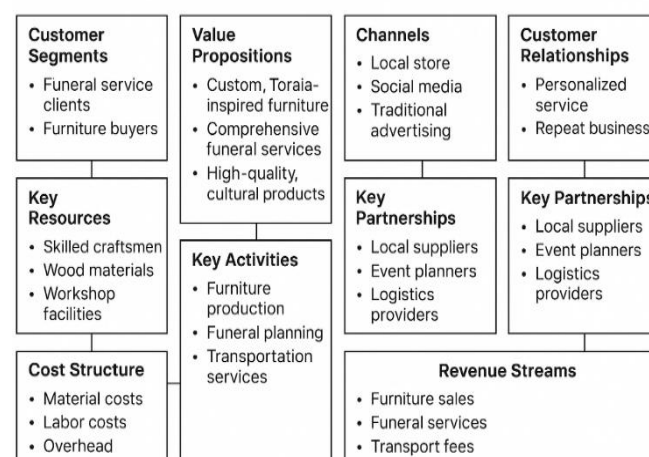 Customer
Segments
• Funeral service
clients
• Furniture buyers
Value
Propositions
• Custom, Toraia-
inspired furniture
• Comprehensive
funeral services
• High-quality,
cultural products
Channels
• Local store
• Social media
• Traditional
advertising
Customer
Relationships
• Personalized
service
• Repeat business
Key
Resources
• Skilled craftsmen
• Wood materials
• Workshop
facilities
Key Activities
• Furniture
production
• Funeral planning
• Transportation
services
Key
Partnerships
• Local suppliers
• Event planners
• Logistics
providers
Key Partnerships
• Local suppliers
• Event planners
• Logistics
providers
Cost Structure
• Material costs
• Labor costs
• Overhead
Revenue Streams
• Furniture sales
• Funeral services
• Transport fees